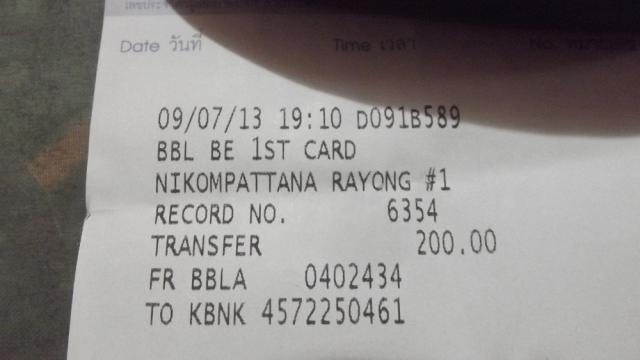 Date วันที่ Time เวลา No.
09/07/13 19:10 D091B589
BBL BE 1ST CARD
NIKOMPATTANA RAYONG #1
RECORD NO. 6354
TRANSFER 200.00
FR BBLA 0402434
TO KBNK 4572250461